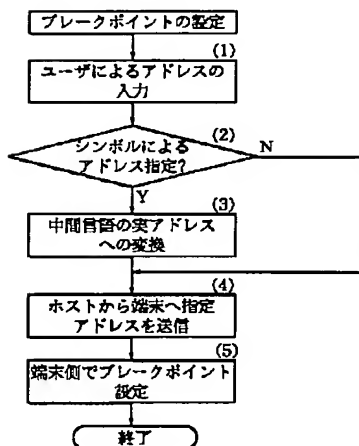 ブレークポイントの設定
(1)
ユーザによるアドレスの
入力
(2)
シンボルによる
アドレス指定?
N
Y
(3)
中間言語の実アドレス
への変換
(4)
ホストから端末へ指定
アドレスを送信
(5)
端末側でブレークポイント
設定
終了